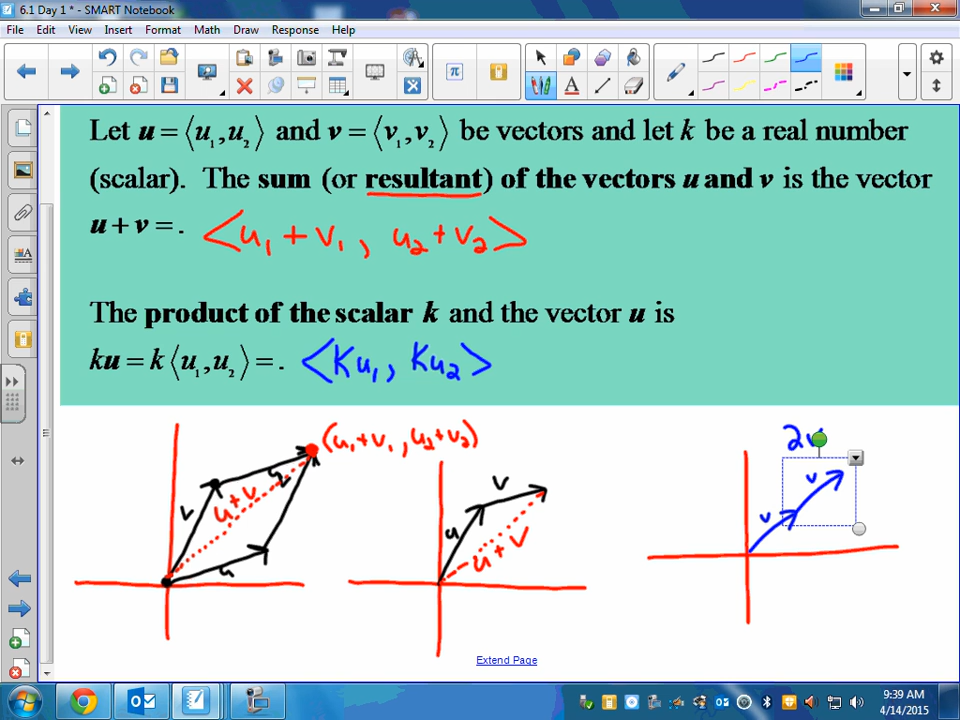 6.1 Day 1 * - SMART Notebook
File Edit View Insert Format Math Draw Response Help
Let u = ⟨u₁,u₂⟩ and v = ⟨v₁,v₂⟩ be vectors and let k be a real number
(scalar). The sum (or resultant) of the vectors u and v is the vector
u + v = . <u₁ + v₁, u₂ + v₂>
The product of the scalar k and the vector u is
ku = k⟨u₁,u₂⟩ = . <Ku₁, Ku₂>
(u₁+v₁, u₂+v₂)
v
u+v
u
v
u
u+v
2v
v
v
Extend Page
9:39 AM
4/14/2015